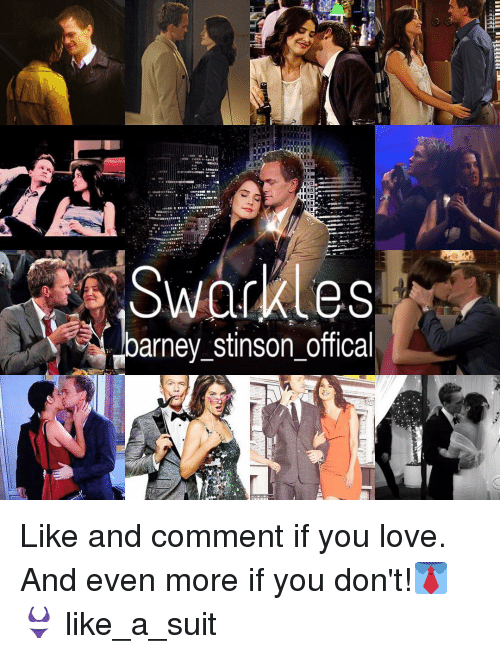 Swarkles
barney_stinson_offical
Like and comment if you love.
And even more if you don't!👔
👙 like_a_suit